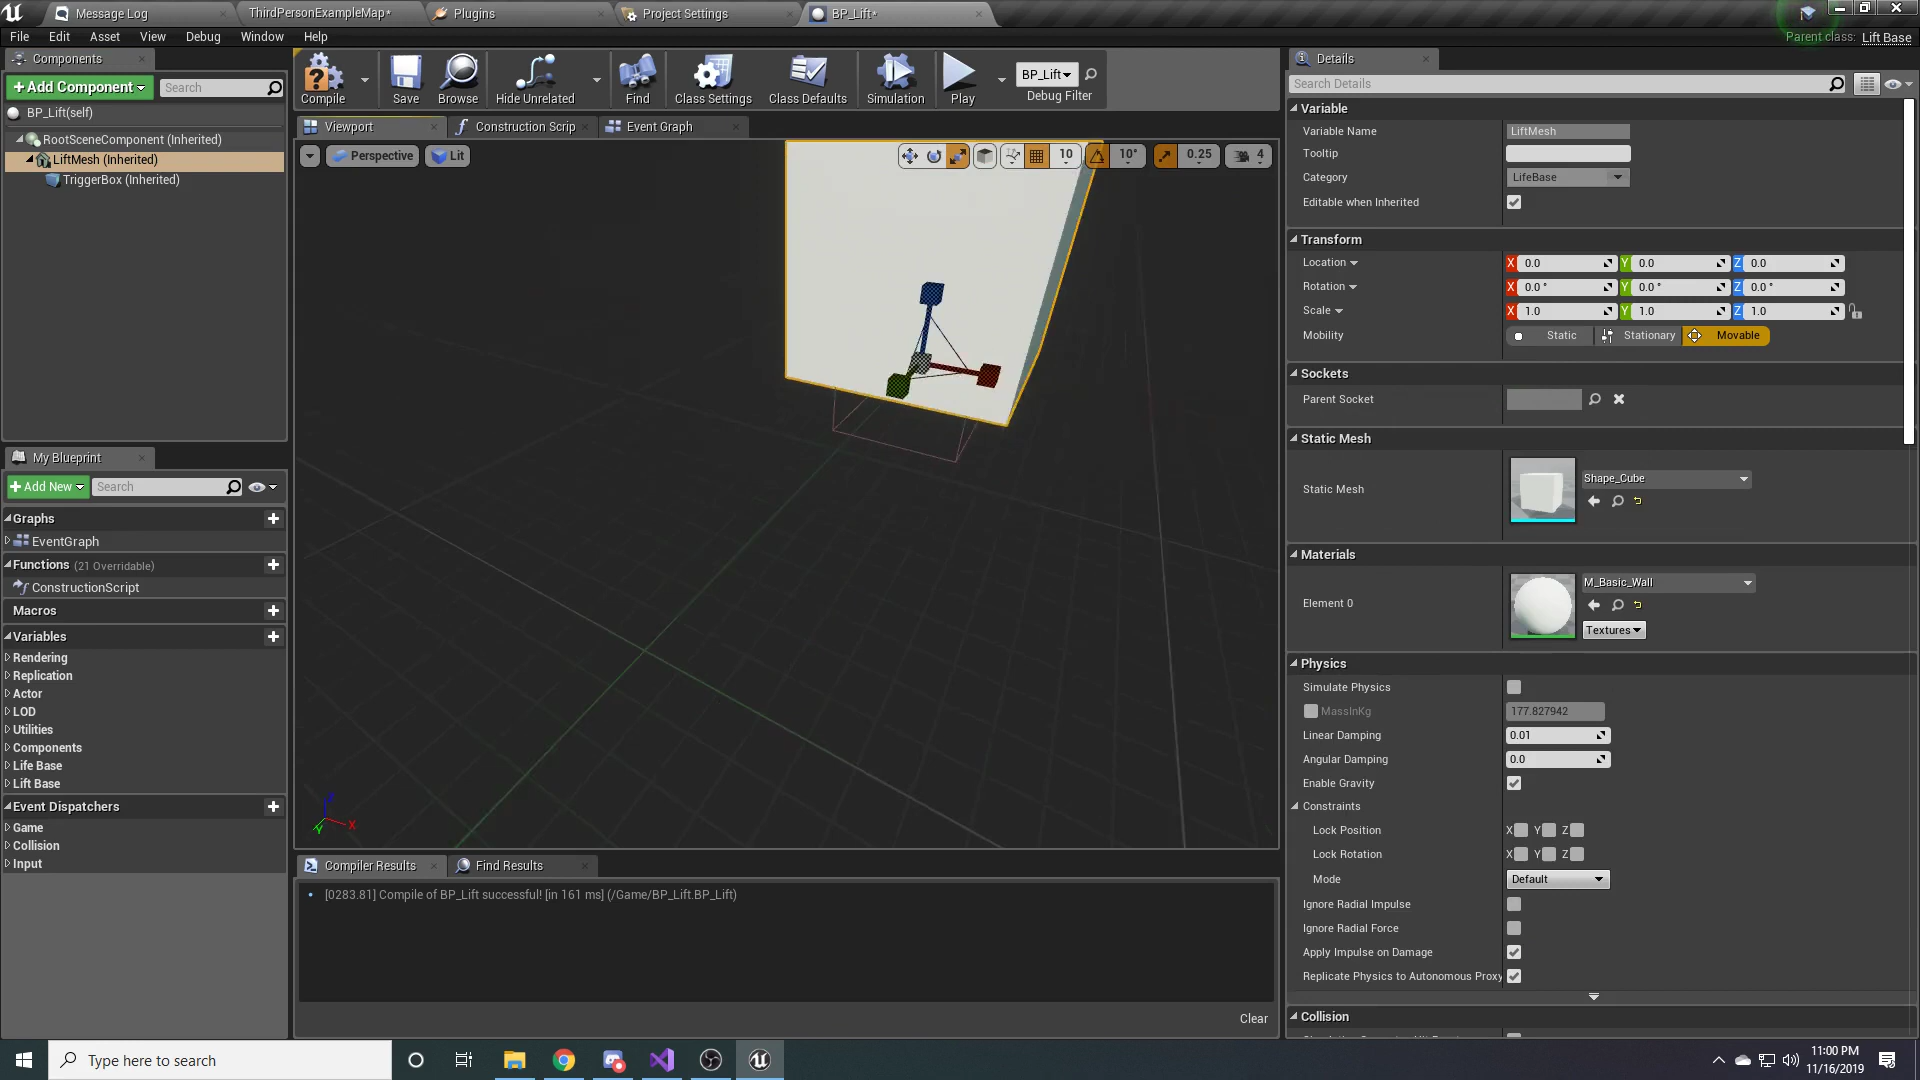 Message Log
ThirdPersonExampleMap*
Plugins
Project Settings
BP_Lift*
File Edit Asset View Debug Window Help
Parent class: Lift Base
Components
+Add Component
Search
BP_Lift(self)
RootSceneComponent (Inherited)
LiftMesh (Inherited)
TriggerBox (Inherited)
My Blueprint
+Add New
Search
Graphs
EventGraph
Functions (21 Overridable)
ConstructionScript
Macros
Variables
Rendering
Replication
Actor
LOD
Utilities
Components
Life Base
Lift Base
Event Dispatchers
Game
Collision
Input
Compile
Save
Browse
Hide Unrelated
Find
Class Settings
Class Defaults
Simulation
Play
BP_Lift
Debug Filter
Viewport
Construction Scrip
Event Graph
Perspective
Lit
10
10°
0.25
4
Z
X
Y
Compiler Results
Find Results
[0283.81] Compile of BP_Lift successful! [in 161 ms] (/Game/BP_Lift.BP_Lift)
Clear
Details
Search Details
Variable
Variable Name LiftMesh
Tooltip
Category LifeBase
Editable when Inherited
Transform
Location X 0.0 Y 0.0 Z 0.0
Rotation X 0.0 ° Y 0.0 ° Z 0.0 °
Scale X 1.0 Y 1.0 Z 1.0
Mobility Static Stationary Movable
Sockets
Parent Socket
Static Mesh
Static Mesh Shape_Cube
Materials
Element 0 M_Basic_Wall
Textures
Physics
Simulate Physics
MassInKg 177.827942
Linear Damping 0.01
Angular Damping 0.0
Enable Gravity
Constraints
Lock Position X Y Z
Lock Rotation X Y Z
Mode Default
Ignore Radial Impulse
Ignore Radial Force
Apply Impulse on Damage
Replicate Physics to Autonomous Proxy
Collision
Type here to search
11:00 PM
11/16/2019